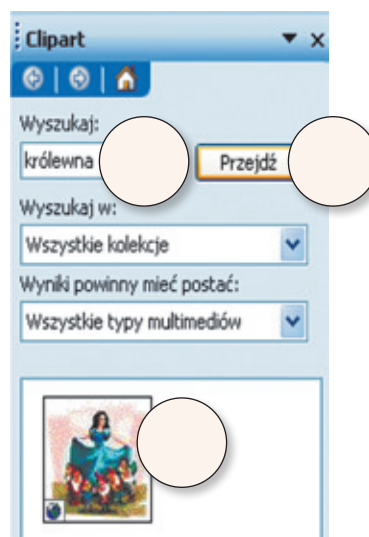 Clipart
Wyszukaj:
królewna
Przejdź
Wyszukaj w:
Wszystkie kolekcje
Wyniki powinny mieć postać:
Wszystkie typy multimediów